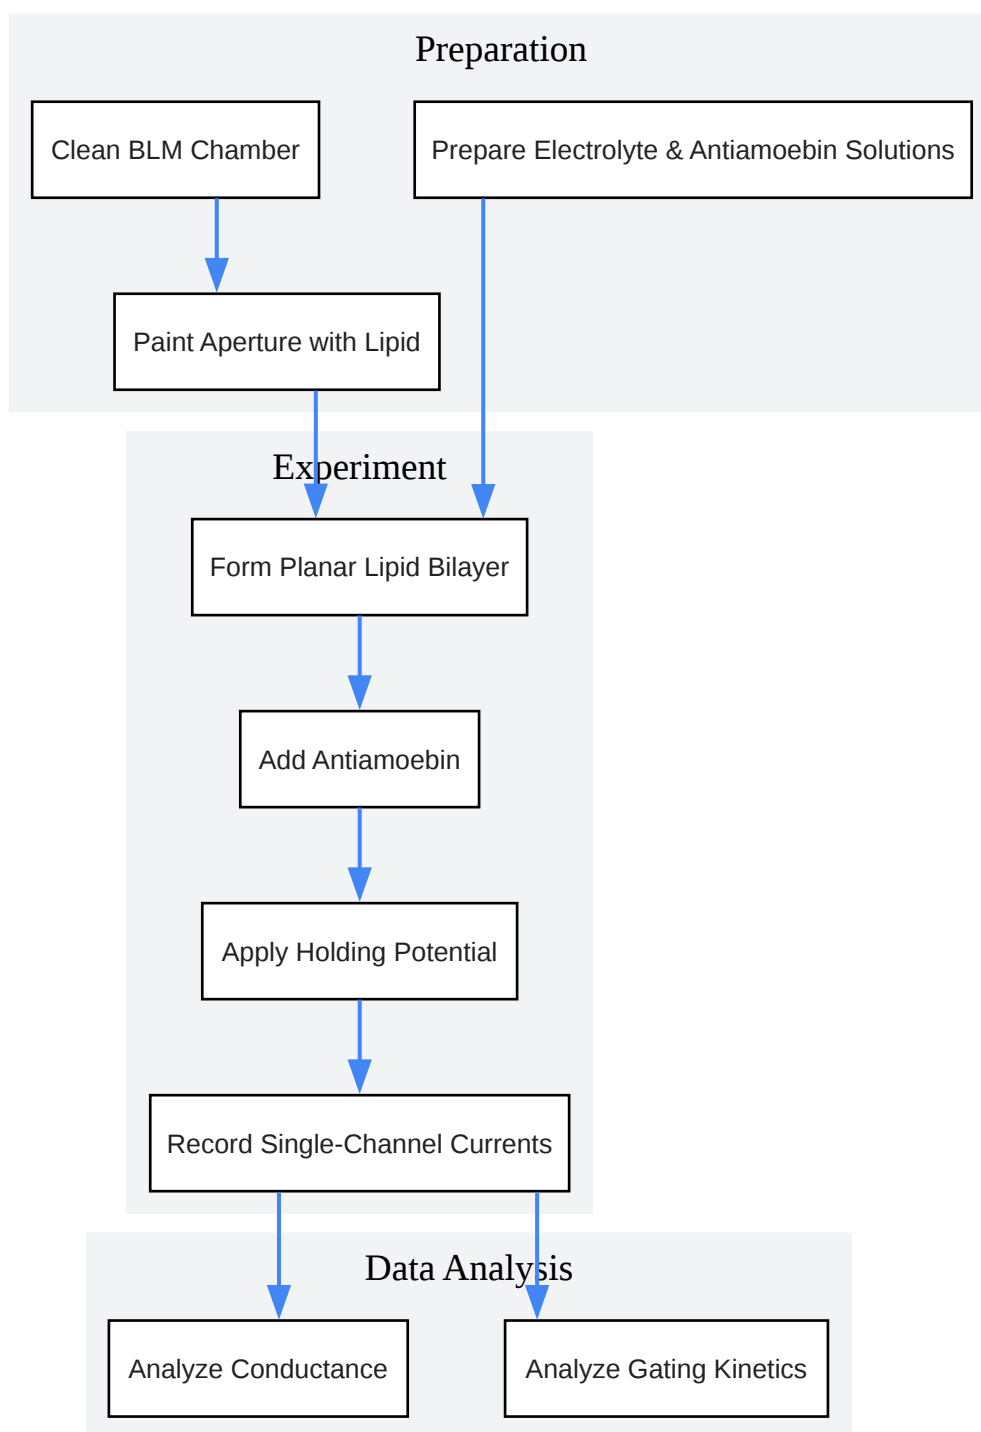 Preparation
Clean BLM Chamber
Prepare Electrolyte & Antiamoebin Solutions
Paint Aperture with Lipid
Experiment
Form Planar Lipid Bilayer
Add Antiamoebin
Apply Holding Potential
Record Single-Channel Currents
Data Analysis
Analyze Conductance
Analyze Gating Kinetics